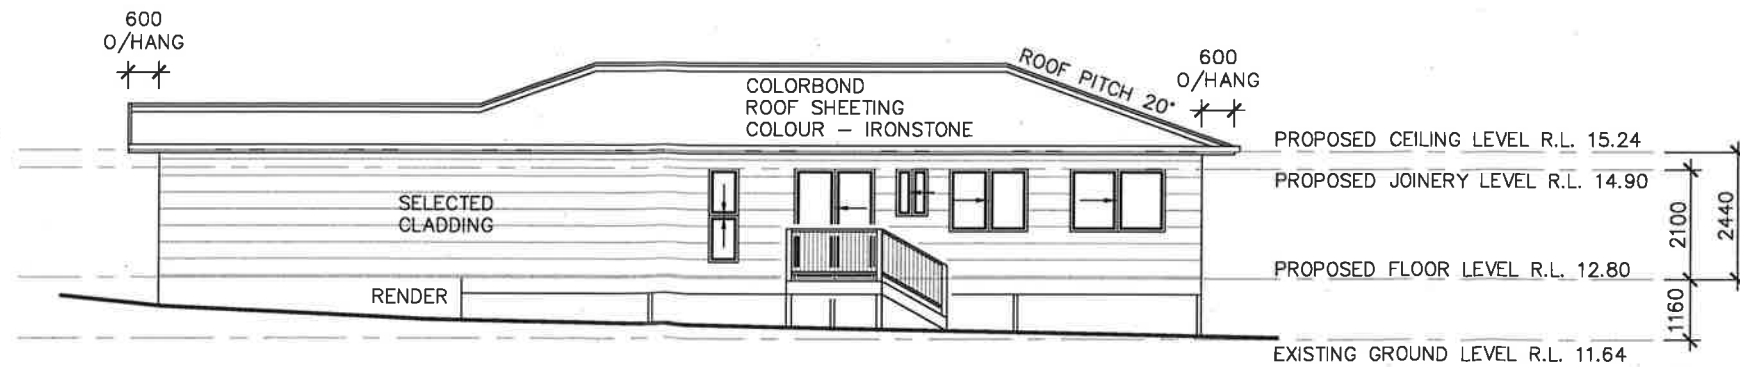 600
O/HANG
COLORBOND
ROOF SHEETING
COLOUR – IRONSTONE
ROOF PITCH 20°
600
O/HANG
PROPOSED CEILING LEVEL R.L. 15.24
PROPOSED JOINERY LEVEL R.L. 14.90
SELECTED
CLADDING
2100
2440
PROPOSED FLOOR LEVEL R.L. 12.80
RENDER
1160
EXISTING GROUND LEVEL R.L. 11.64